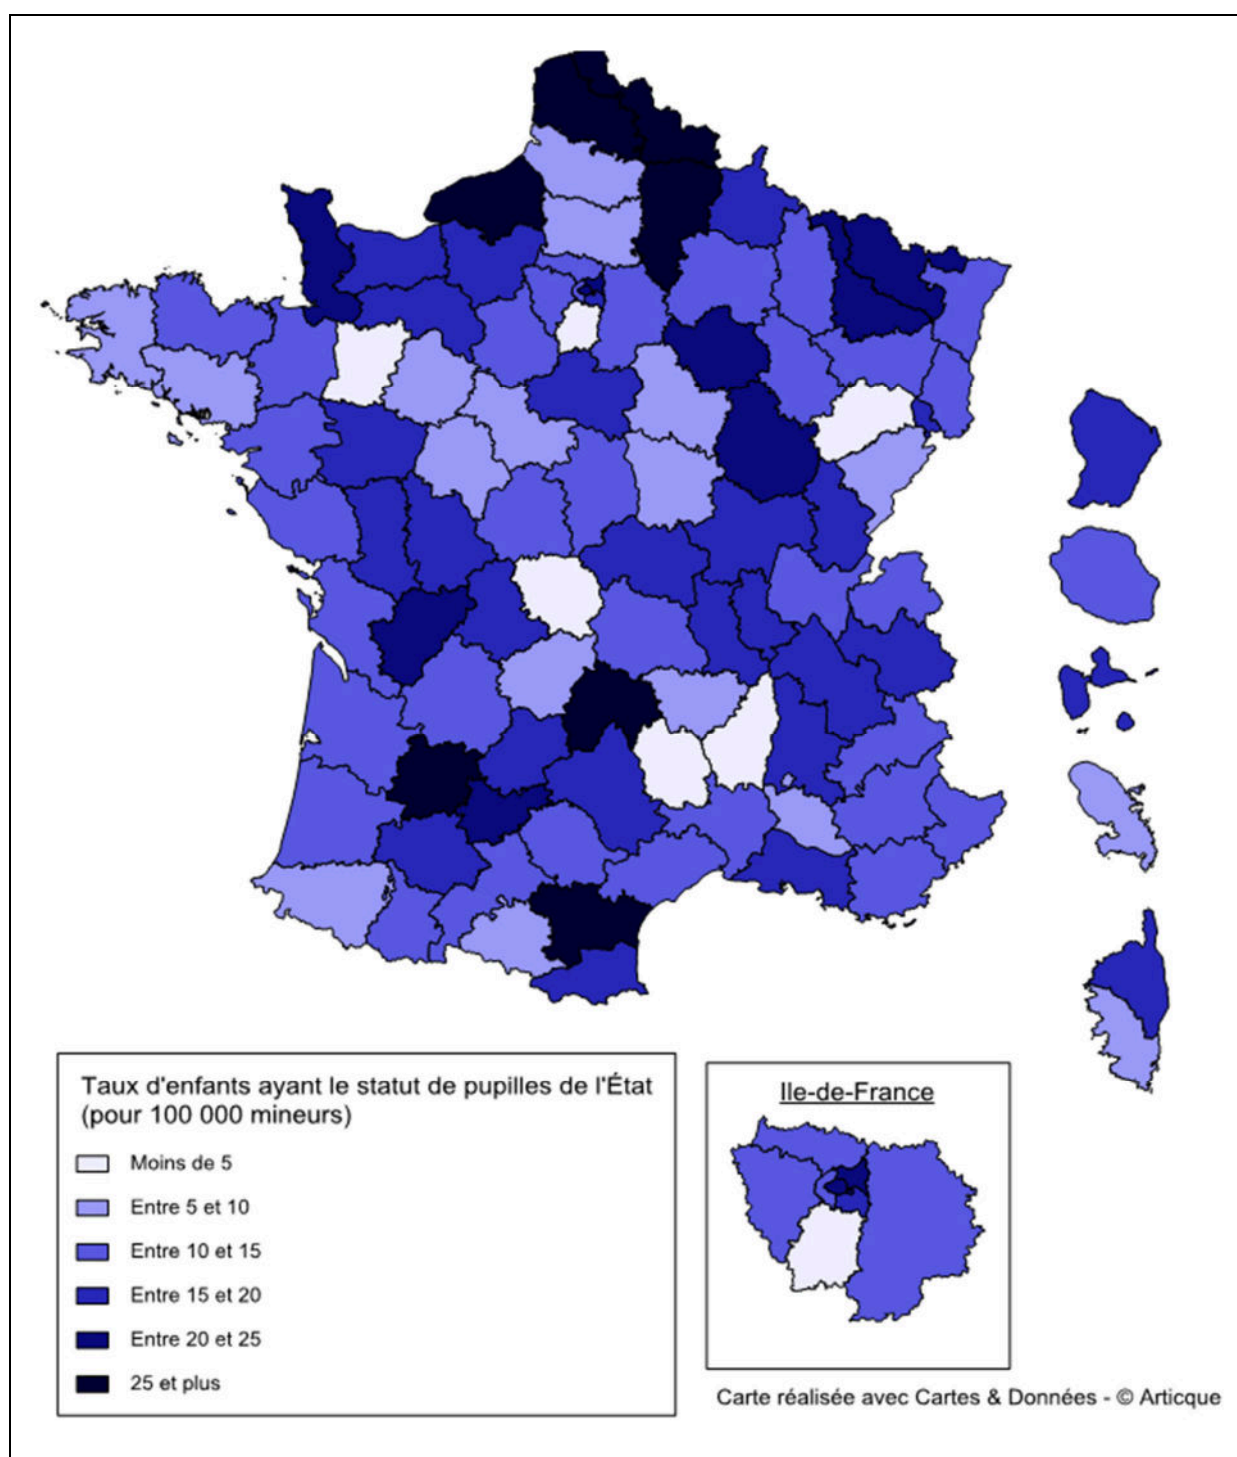 Taux d'enfants ayant le statut de pupilles de l'État
(pour 100 000 mineurs)
Moins de 5
Entre 5 et 10
Entre 10 et 15
Entre 15 et 20
Entre 20 et 25
25 et plus
Ile-de-France
Carte réalisée avec Cartes & Données - © Articque